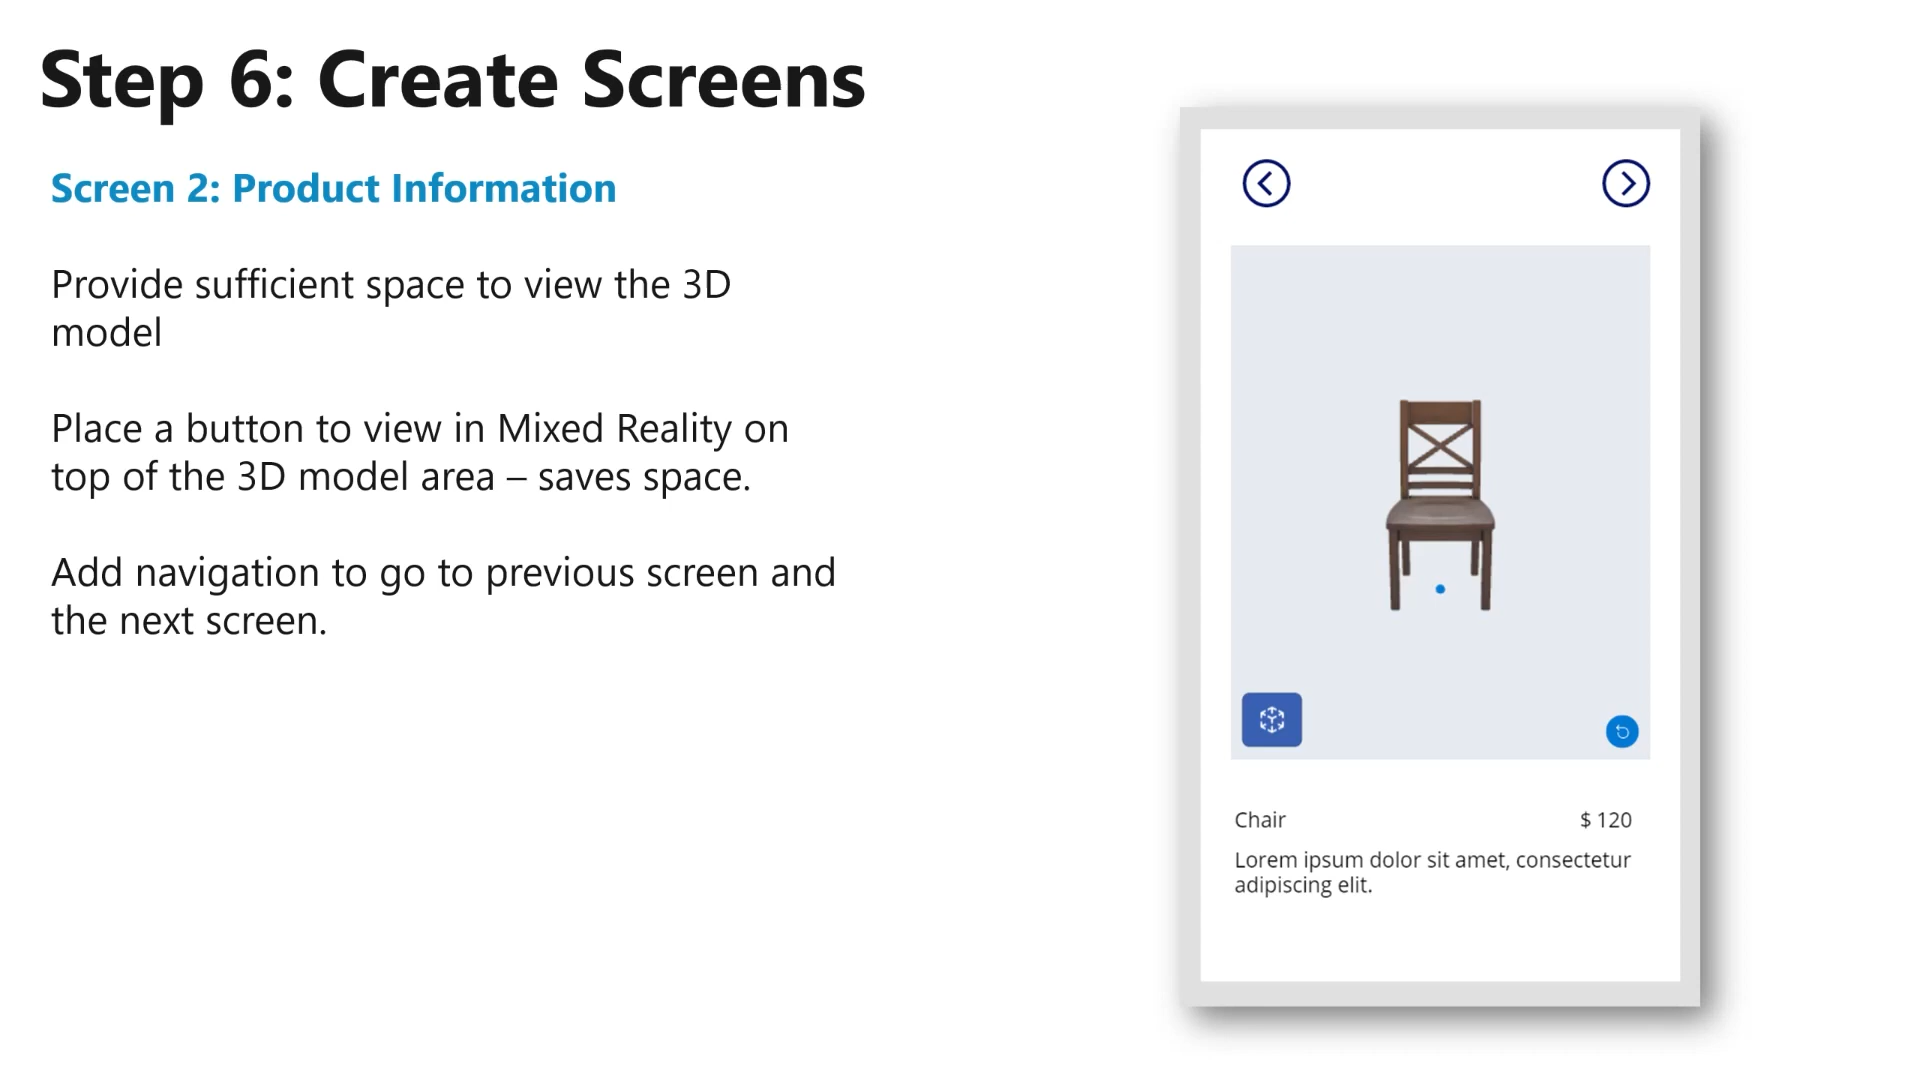 Step 6: Create Screens
Screen 2: Product Information
Provide sufficient space to view the 3D
model
Place a button to view in Mixed Reality on
top of the 3D model area – saves space.
Add navigation to go to previous screen and
the next screen.
Chair $ 120
Lorem ipsum dolor sit amet, consectetur
adipiscing elit.